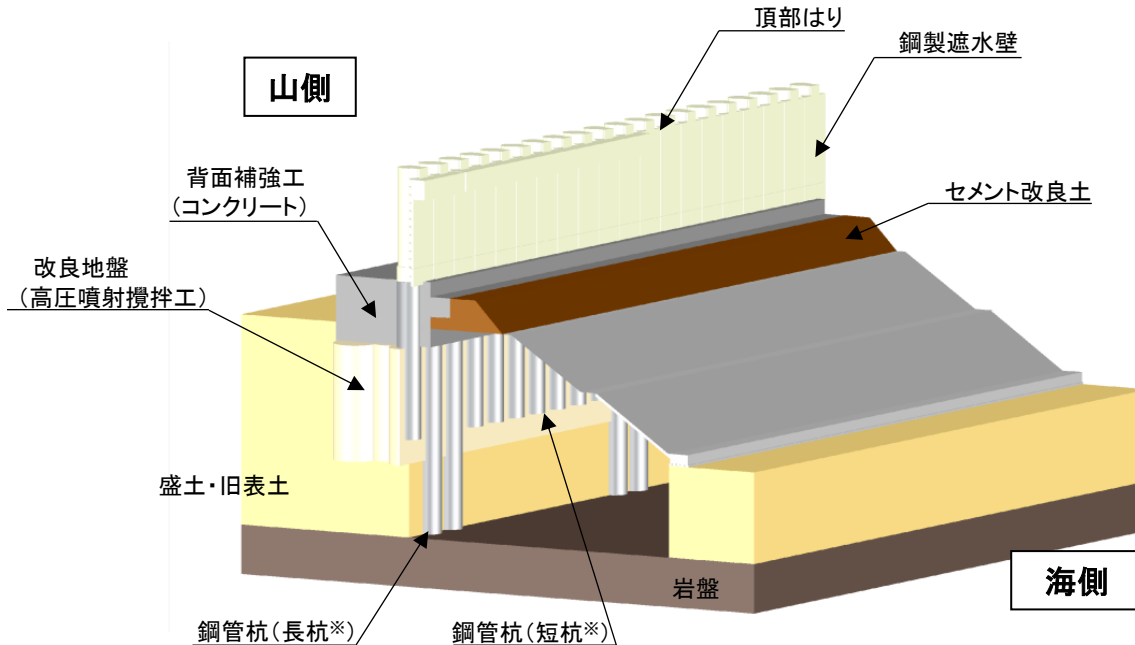 頂部はり
鋼製遮水壁
山側
背面補強工
(コンクリート)
セメント改良土
改良地盤
(高圧噴射攪拌工)
盛土・旧表土
岩盤
海側
鋼管杭(長杭※)
鋼管杭(短杭※)